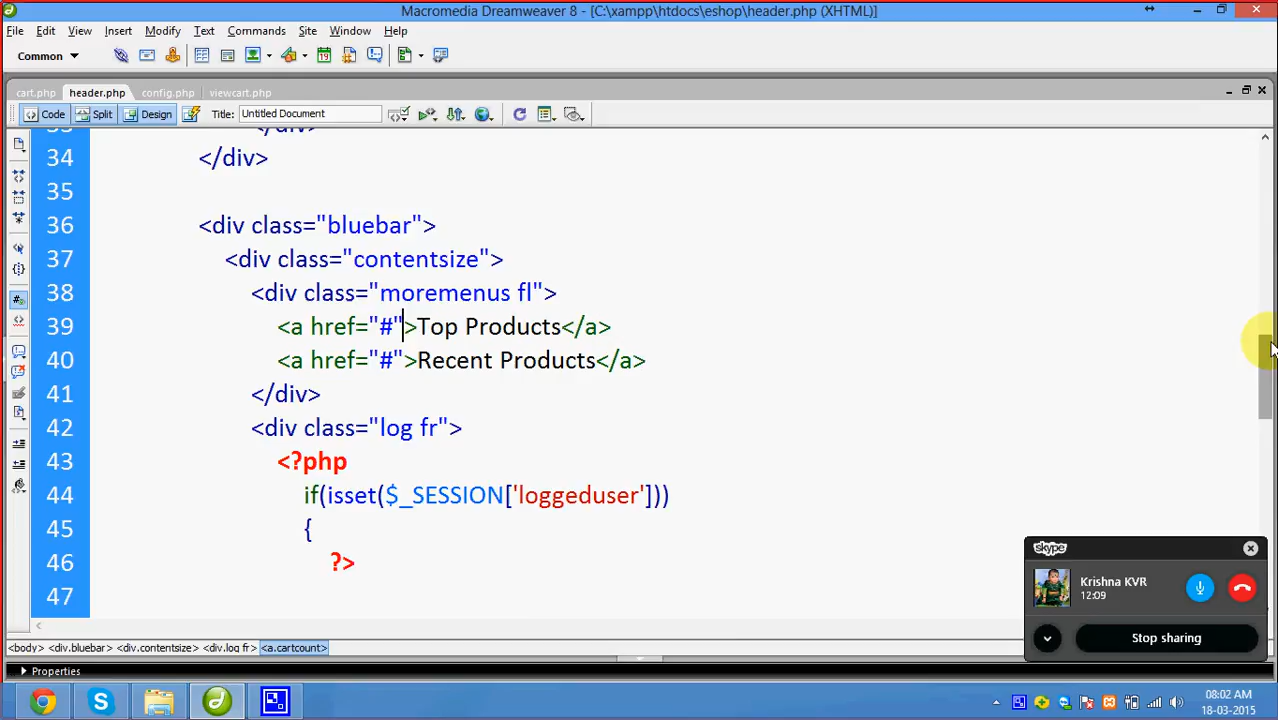 Macromedia Dreamweaver 8 - [C:\xampp\htdocs\eshop\header.php (XHTML)]
File Edit View Insert Modify Text Commands Site Window Help
Common
cart.php header.php config.php viewcart.php
Code Split Design Title: Untitled Document
34 </div>
35
36 <div class="bluebar">
37 <div class="contentsize">
38 <div class="moremenus fl">
39 <a href="#">Top Products</a>
40 <a href="#">Recent Products</a>
41 </div>
42 <div class="log fr">
43 <?php
44 if(isset($_SESSION['loggeduser']))
45 {
46 ?>
47
<body> <div.bluebar> <div.contentsize> <div.log fr> <a.cartcount>
Properties
skype
Krishna KVR
12:09
Stop sharing
08:02 AM
18-03-2015